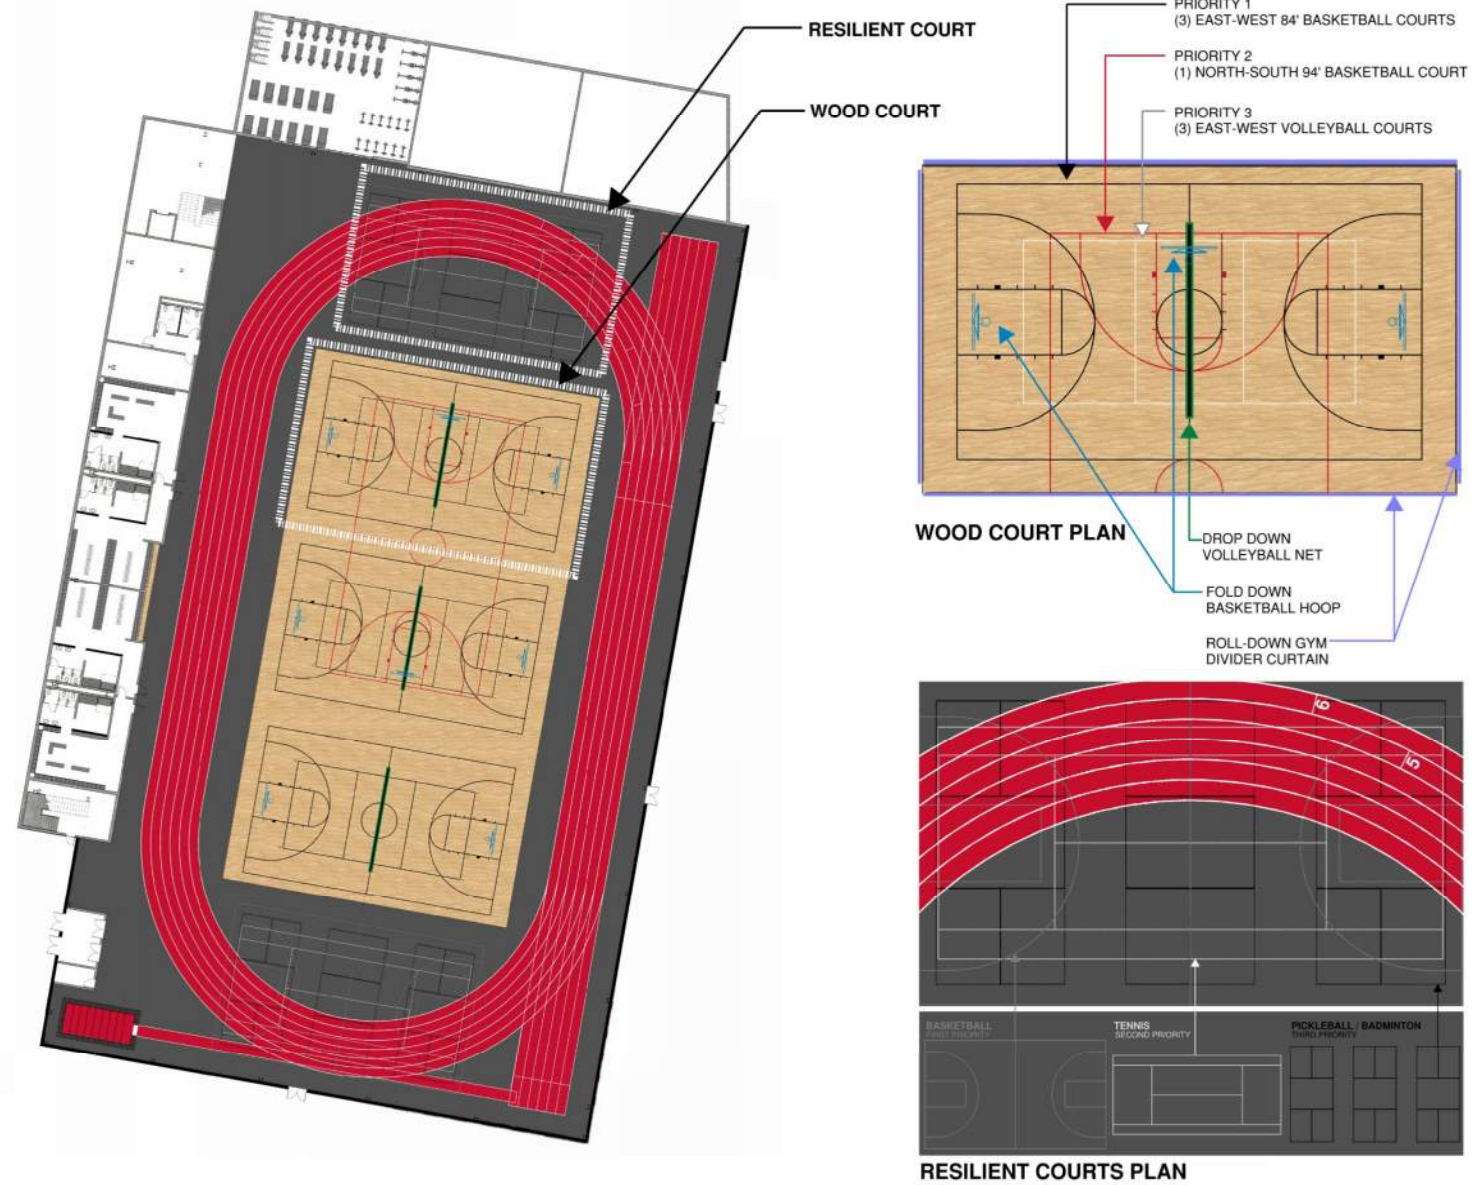 RESILIENT COURT
WOOD COURT
PRIORITY 1
(3) EAST-WEST 84' BASKETBALL COURTS
PRIORITY 2
(1) NORTH-SOUTH 94' BASKETBALL COURT
PRIORITY 3
(3) EAST-WEST VOLLEYBALL COURTS
WOOD COURT PLAN
DROP DOWN
VOLLEYBALL NET
FOLD DOWN
BASKETBALL HOOP
ROLL-DOWN GYM
DIVIDER CURTAIN
6
5
BASKETBALL
FIRST PRIORITY
TENNIS
SECOND PRIORITY
PICKLEBALL / BADMINTON
THIRD PRIORITY
RESILIENT COURTS PLAN